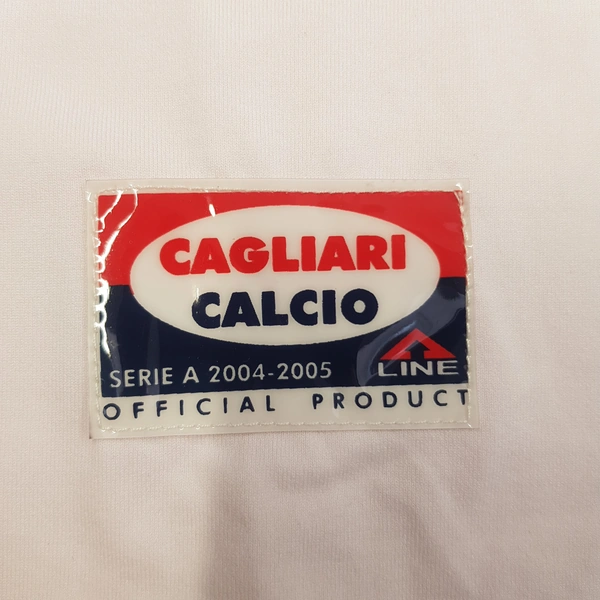 CAGLIARI
CALCIO
A
LINE
SERIE A 2004-2005
OFFICIAL PRODUCT